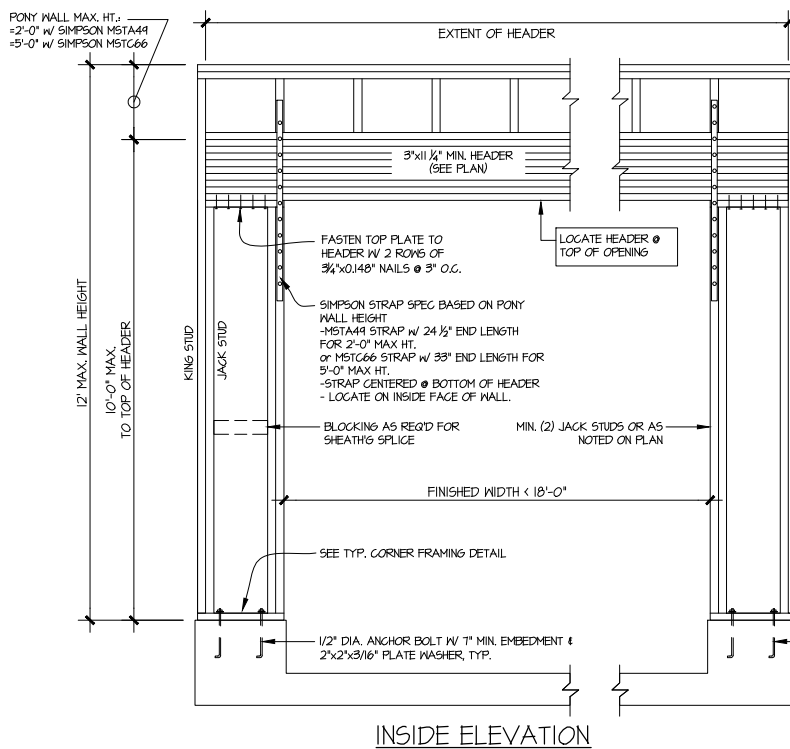 PONY WALL MAX. HT.:
=2'-0" W/ SIMPSON MSTA49
=5'-0" W/ SIMPSON MSTC66
EXTENT OF HEADER
3"x11 1/4" MIN. HEADER
(SEE PLAN)
FASTEN TOP PLATE TO
HEADER W/ 2 ROWS OF
3/4"x0.148" NAILS @ 3" O.C.
LOCATE HEADER @
TOP OF OPENING
SIMPSON STRAP SPEC BASED ON PONY
WALL HEIGHT
-MSTA49 STRAP W/ 24 1/2" END LENGTH
FOR 2'-0" MAX HT.
or MSTC66 STRAP W/ 33" END LENGTH FOR
5'-0" MAX HT.
-STRAP CENTERED @ BOTTOM OF HEADER
- LOCATE ON INSIDE FACE OF WALL.
12' MAX. WALL HEIGHT
10'-0" MAX.
TO TOP OF HEADER
KING STUD
JACK STUD
BLOCKING AS REQ'D FOR
SHEATH'G SPLICE
MIN. (2) JACK STUDS OR AS
NOTED ON PLAN
FINISHED WIDTH < 18'-0"
SEE TYP. CORNER FRAMING DETAIL
1/2" DIA. ANCHOR BOLT W/ 7" MIN. EMBEDMENT &
2"x2"x3/16" PLATE WASHER, TYP.
INSIDE ELEVATION